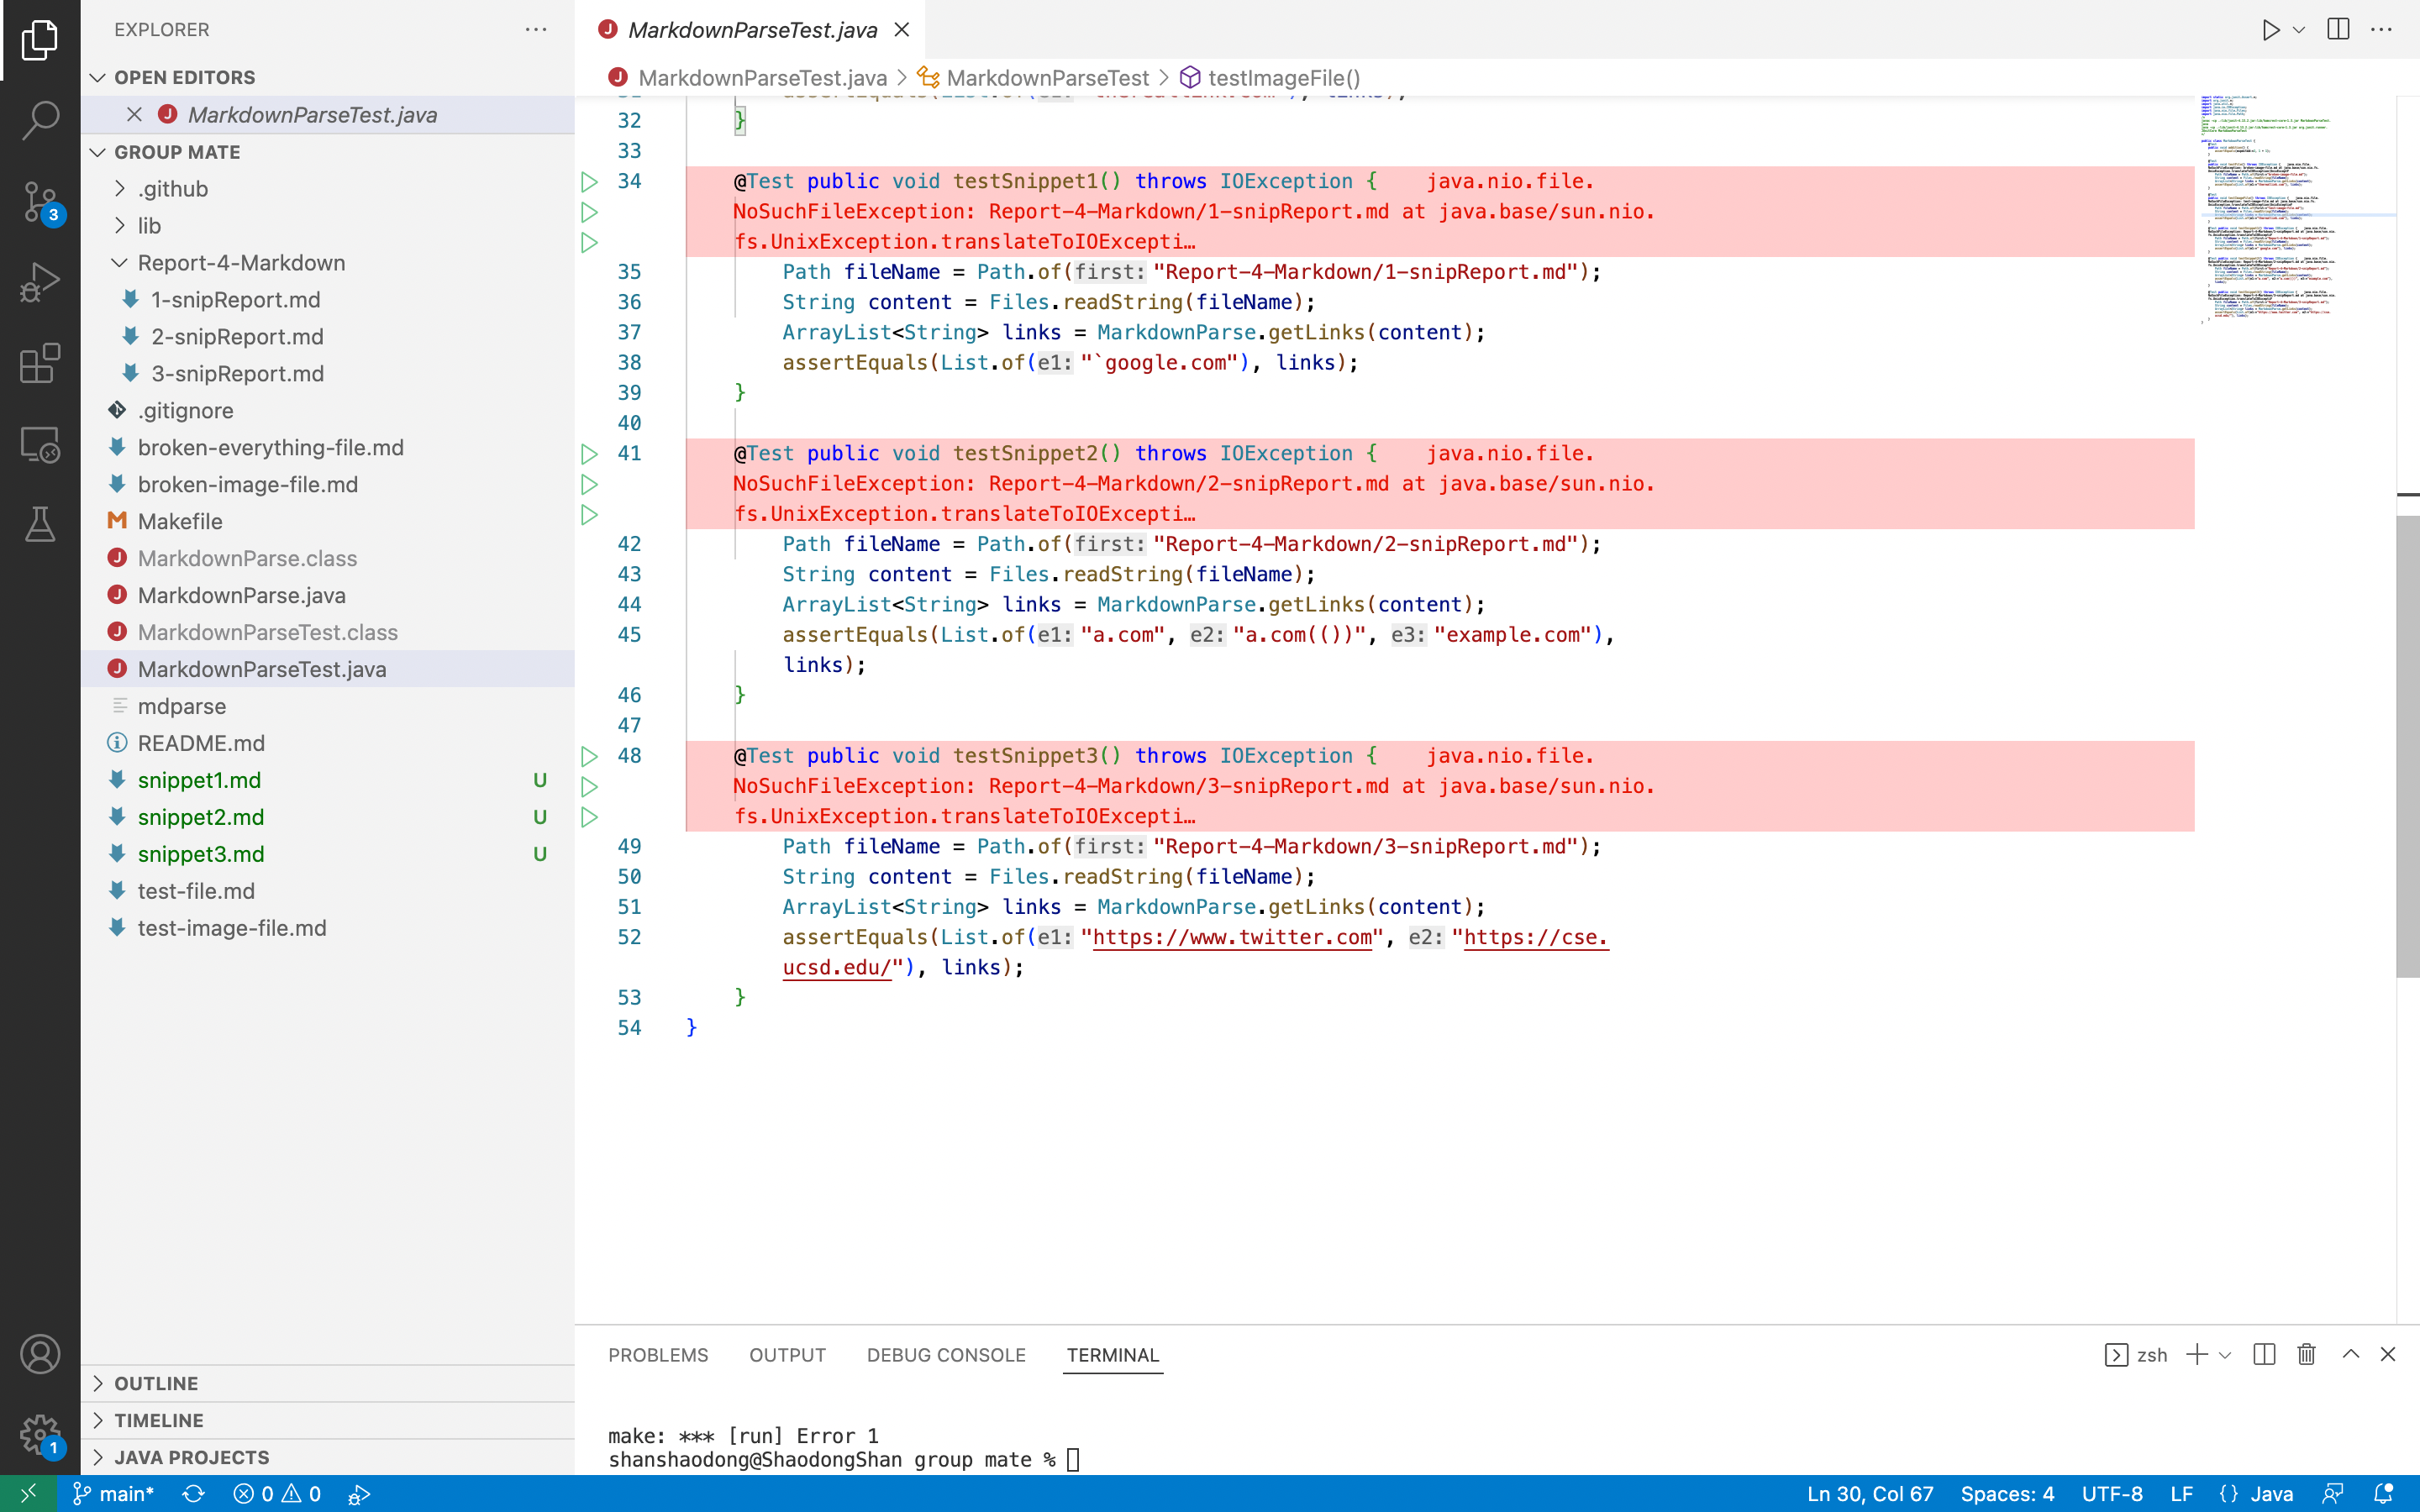 EXPLORER
OPEN EDITORS
MarkdownParseTest.java
GROUP MATE
.github
lib
Report-4-Markdown
1-snipReport.md
2-snipReport.md
3-snipReport.md
.gitignore
broken-everything-file.md
broken-image-file.md
Makefile
MarkdownParse.class
MarkdownParse.java
MarkdownParseTest.class
MarkdownParseTest.java
mdparse
README.md
snippet1.md U
snippet2.md U
snippet3.md U
test-file.md
test-image-file.md
OUTLINE
TIMELINE
JAVA PROJECTS
3
1
MarkdownParseTest.java
MarkdownParseTest.java > MarkdownParseTest > testImageFile()
32 }
33
34 @Test public void testSnippet1() throws IOException { java.nio.file.
NoSuchFileException: Report-4-Markdown/1-snipReport.md at java.base/sun.nio.
fs.UnixException.translateToIOExcepti…
35 Path fileName = Path.of(first: "Report-4-Markdown/1-snipReport.md");
36 String content = Files.readString(fileName);
37 ArrayList<String> links = MarkdownParse.getLinks(content);
38 assertEquals(List.of(e1: "`google.com"), links);
39 }
40
41 @Test public void testSnippet2() throws IOException { java.nio.file.
NoSuchFileException: Report-4-Markdown/2-snipReport.md at java.base/sun.nio.
fs.UnixException.translateToIOExcepti…
42 Path fileName = Path.of(first: "Report-4-Markdown/2-snipReport.md");
43 String content = Files.readString(fileName);
44 ArrayList<String> links = MarkdownParse.getLinks(content);
45 assertEquals(List.of(e1: "a.com", e2: "a.com(())", e3: "example.com"),
links);
46 }
47
48 @Test public void testSnippet3() throws IOException { java.nio.file.
NoSuchFileException: Report-4-Markdown/3-snipReport.md at java.base/sun.nio.
fs.UnixException.translateToIOExcepti…
49 Path fileName = Path.of(first: "Report-4-Markdown/3-snipReport.md");
50 String content = Files.readString(fileName);
51 ArrayList<String> links = MarkdownParse.getLinks(content);
52 assertEquals(List.of(e1: "https://www.twitter.com", e2: "https://cse.
ucsd.edu/"), links);
53 }
54 }
PROBLEMS OUTPUT DEBUG CONSOLE TERMINAL
zsh
make: *** [run] Error 1
shanshaodong@ShaodongShan group mate %
main* 0 0
Ln 30, Col 67 Spaces: 4 UTF-8 LF {} Java